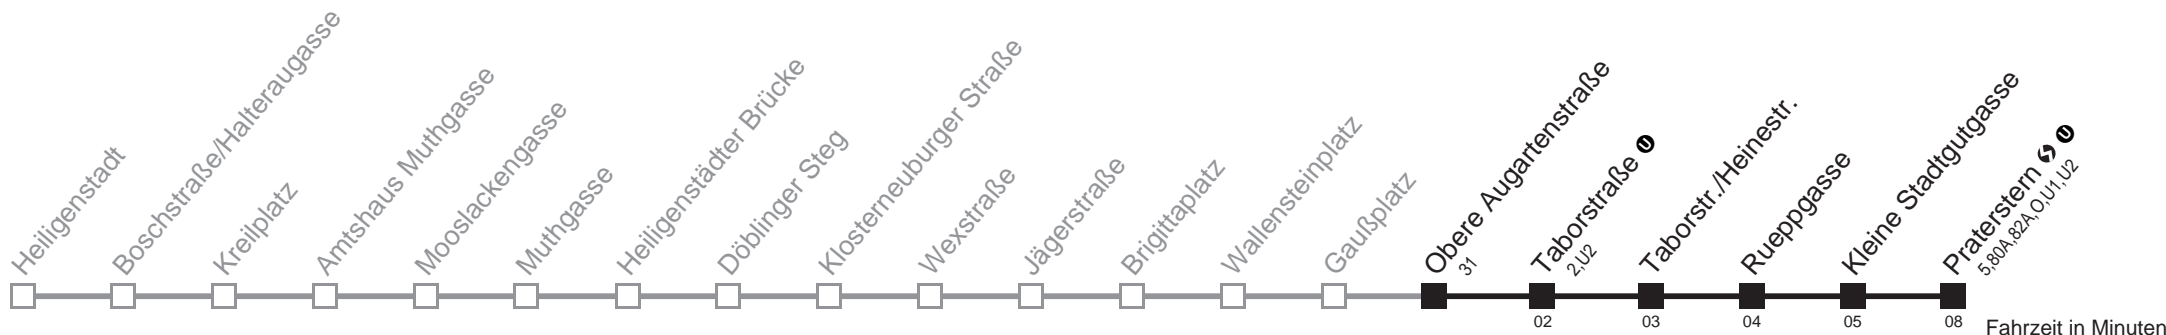 Heiligenstadt
Boschstraße/Halteraugasse
Kreilplatz
Amtshaus Muthgasse
Mooslackengasse
Muthgasse
Heiligenstädter Brücke
Döblinger Steg
Klosterneuburger Straße
Wexstraße
Jägerstraße
Brigittaplatz
Wallensteinplatz
Gaußplatz
Obere Augartenstraße
31
Taborstraße U
2,U2
Taborstr./Heinestr.
Rueppgasse
Kleine Stadtgutgasse
Praterstern S U
5,80A,82A,O,U1,U2
02 03 04 05 08
Fahrzeit in Minuten